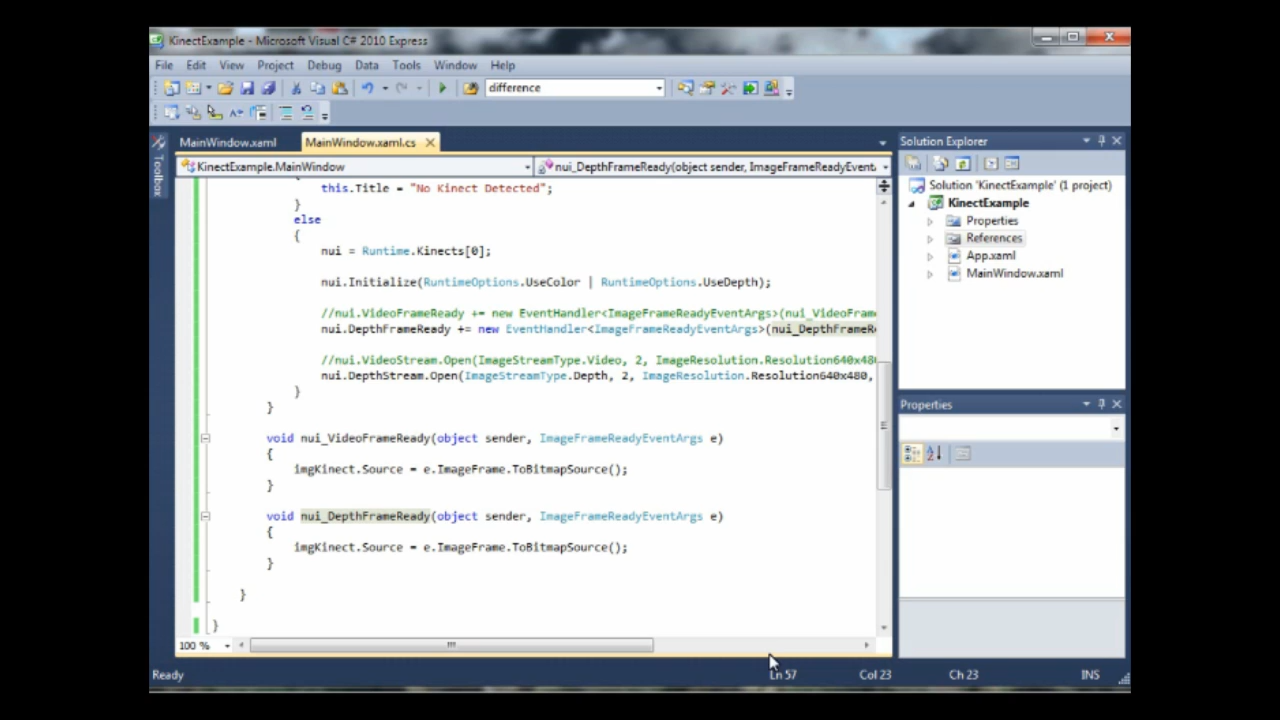 KinectExample - Microsoft Visual C# 2010 Express
File Edit View Project Debug Data Tools Window Help
difference
MainWindow.xaml MainWindow.xaml.cs
Toolbox
KinectExample.MainWindow nui_DepthFrameReady(object sender, ImageFrameReadyEvent
{
this.Title = "No Kinect Detected";
}
else
{
nui = Runtime.Kinects[0];
nui.Initialize(RuntimeOptions.UseColor | RuntimeOptions.UseDepth);
//nui.VideoFrameReady += new EventHandler<ImageFrameReadyEventArgs>(nui_VideoFrame
nui.DepthFrameReady += new EventHandler<ImageFrameReadyEventArgs>(nui_DepthFrameR
//nui.VideoStream.Open(ImageStreamType.Video, 2, ImageResolution.Resolution640x480
nui.DepthStream.Open(ImageStreamType.Depth, 2, ImageResolution.Resolution640x480,
}
}
void nui_VideoFrameReady(object sender, ImageFrameReadyEventArgs e)
{
imgKinect.Source = e.ImageFrame.ToBitmapSource();
}
void nui_DepthFrameReady(object sender, ImageFrameReadyEventArgs e)
{
imgKinect.Source = e.ImageFrame.ToBitmapSource();
}
}
}
100 %
Solution Explorer
Solution 'KinectExample' (1 project)
KinectExample
Properties
References
App.xaml
MainWindow.xaml
Properties
Ready Ln 57 Col 23 Ch 23 INS